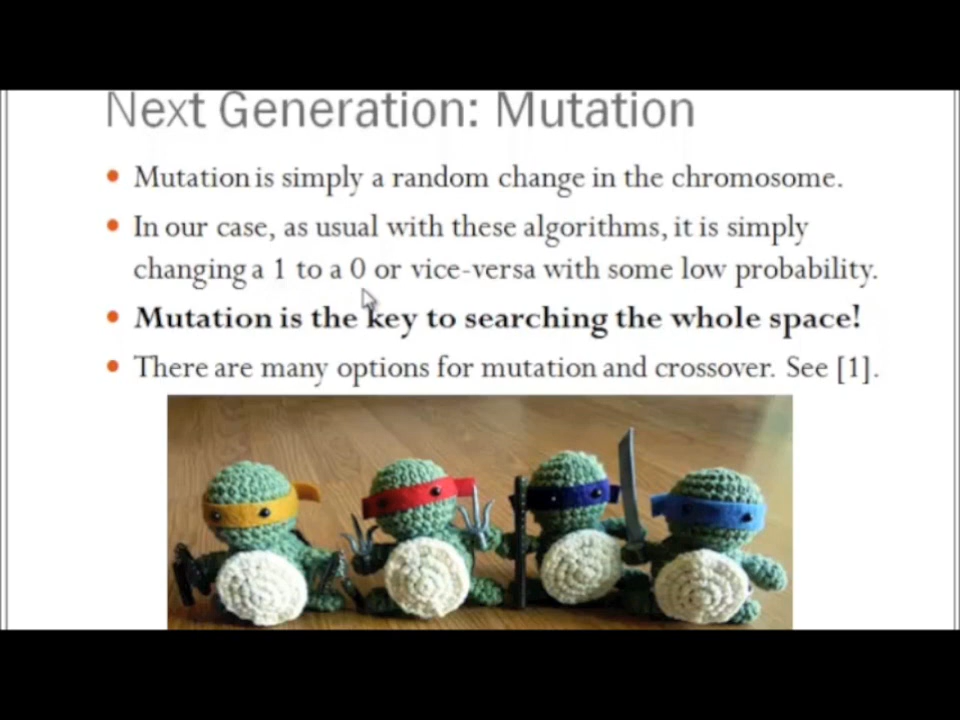 Next Generation: Mutation
• Mutation is simply a random change in the chromosome.
• In our case, as usual with these algorithms, it is simply
changing a 1 to a 0 or vice-versa with some low probability.
• Mutation is the key to searching the whole space!
• There are many options for mutation and crossover. See [1].